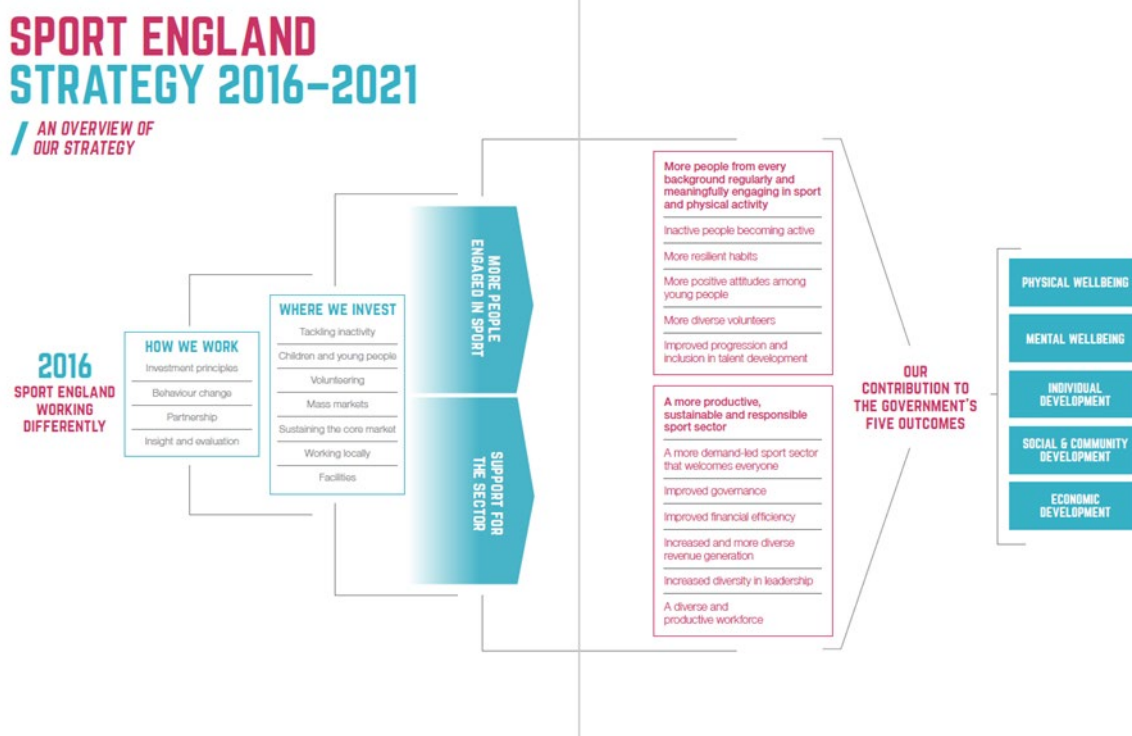 SPORT ENGLAND
STRATEGY 2016–2021
/ AN OVERVIEW OF
OUR STRATEGY
2016
SPORT ENGLAND
WORKING
DIFFERENTLY
HOW WE WORK
Investment principles
Behaviour change
Partnership
Insight and evaluation
WHERE WE INVEST
Tackling inactivity
Children and young people
Volunteering
Mass markets
Sustaining the core market
Working locally
Facilities
MORE PEOPLE
ENGAGED IN SPORT
SUPPORT FOR
THE SECTOR
More people from every
background regularly and
meaningfully engaging in sport
and physical activity
Inactive people becoming active
More resilient habits
More positive attitudes among
young people
More diverse volunteers
Improved progression and
inclusion in talent development
A more productive,
sustainable and responsible
sport sector
A more demand-led sport sector
that welcomes everyone
Improved governance
Improved financial efficiency
Increased and more diverse
revenue generation
Increased diversity in leadership
A diverse and
productive workforce
OUR
CONTRIBUTION TO
THE GOVERNMENT'S
FIVE OUTCOMES
PHYSICAL WELLBEING
MENTAL WELLBEING
INDIVIDUAL
DEVELOPMENT
SOCIAL & COMMUNITY
DEVELOPMENT
ECONOMIC
DEVELOPMENT